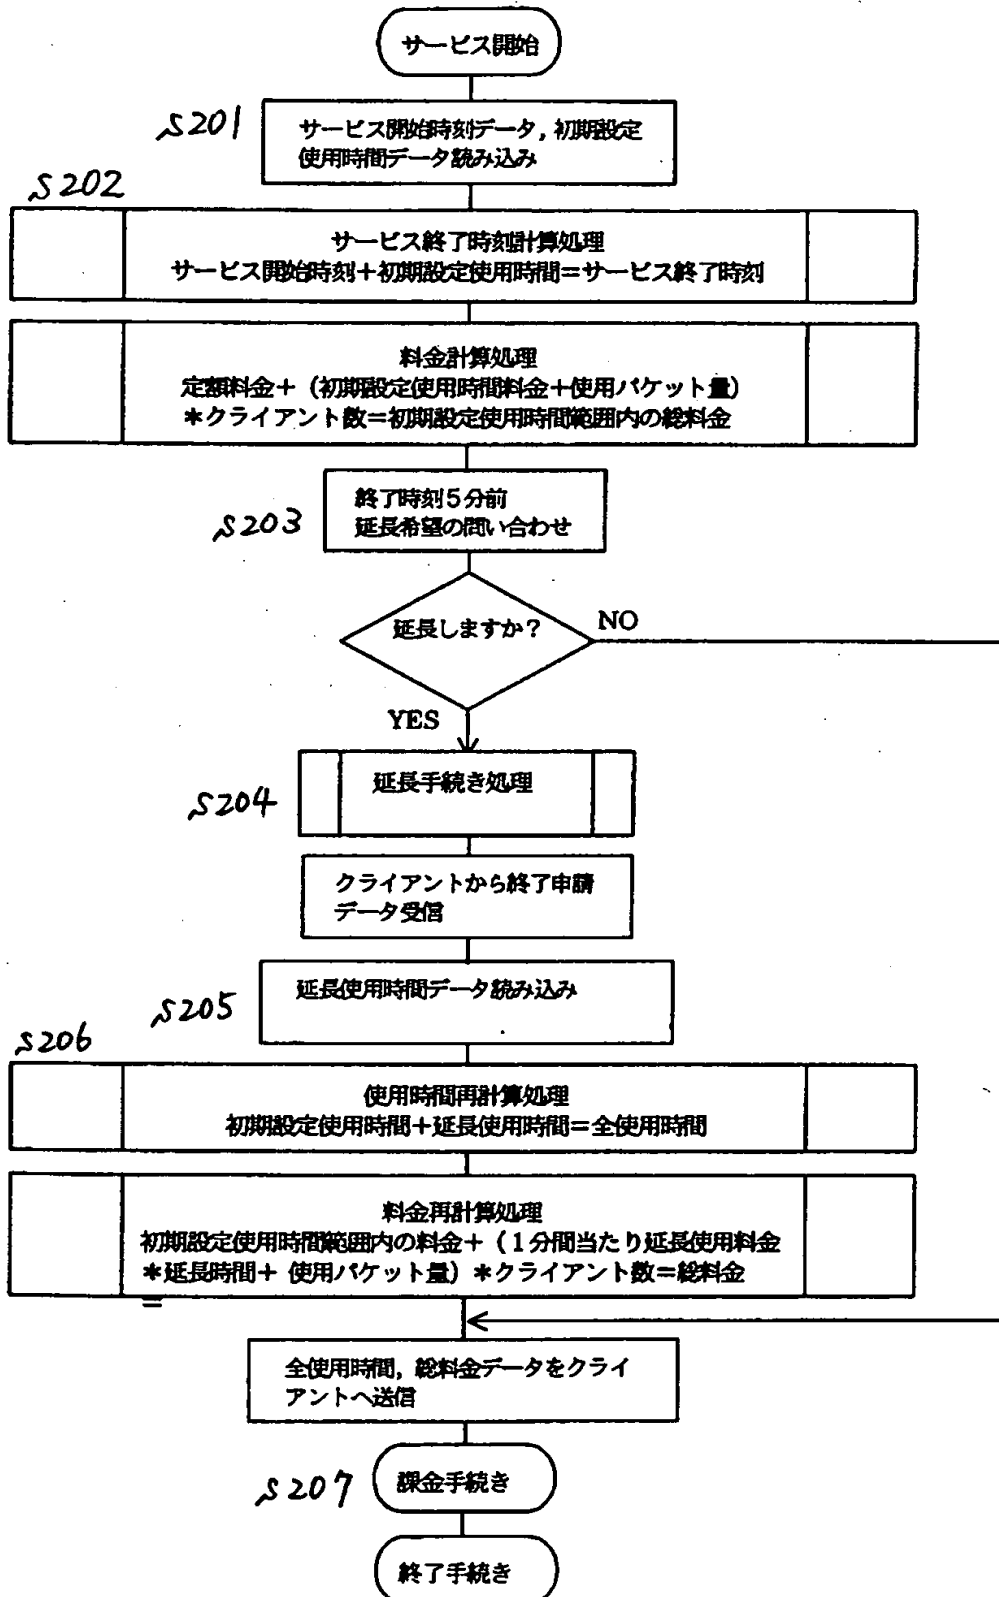 サービス開始
S201
サービス開始時刻データ, 初期設定
使用時間データ読み込み
S202
サービス終了時刻計算処理
サービス開始時刻+初期設定使用時間=サービス終了時刻
料金計算処理
定額料金+(初期設定使用時間料金+使用パケット量)
*クライアント数=初期設定使用時間範囲内の総料金
S203
終了時刻5分前
延長希望の問い合わせ
延長しますか?
NO
YES
S204
延長手続き処理
クライアントから終了申請
データ受信
S205
延長使用時間データ読み込み
S206
使用時間再計算処理
初期設定使用時間+延長使用時間=全使用時間
料金再計算処理
初期設定使用時間範囲内の料金+(1分間当たり延長使用料金
*延長時間+ 使用パケット量)*クライアント数=総料金
=
全使用時間, 総料金データをクライ
アントへ送信
S207
課金手続き
終了手続き